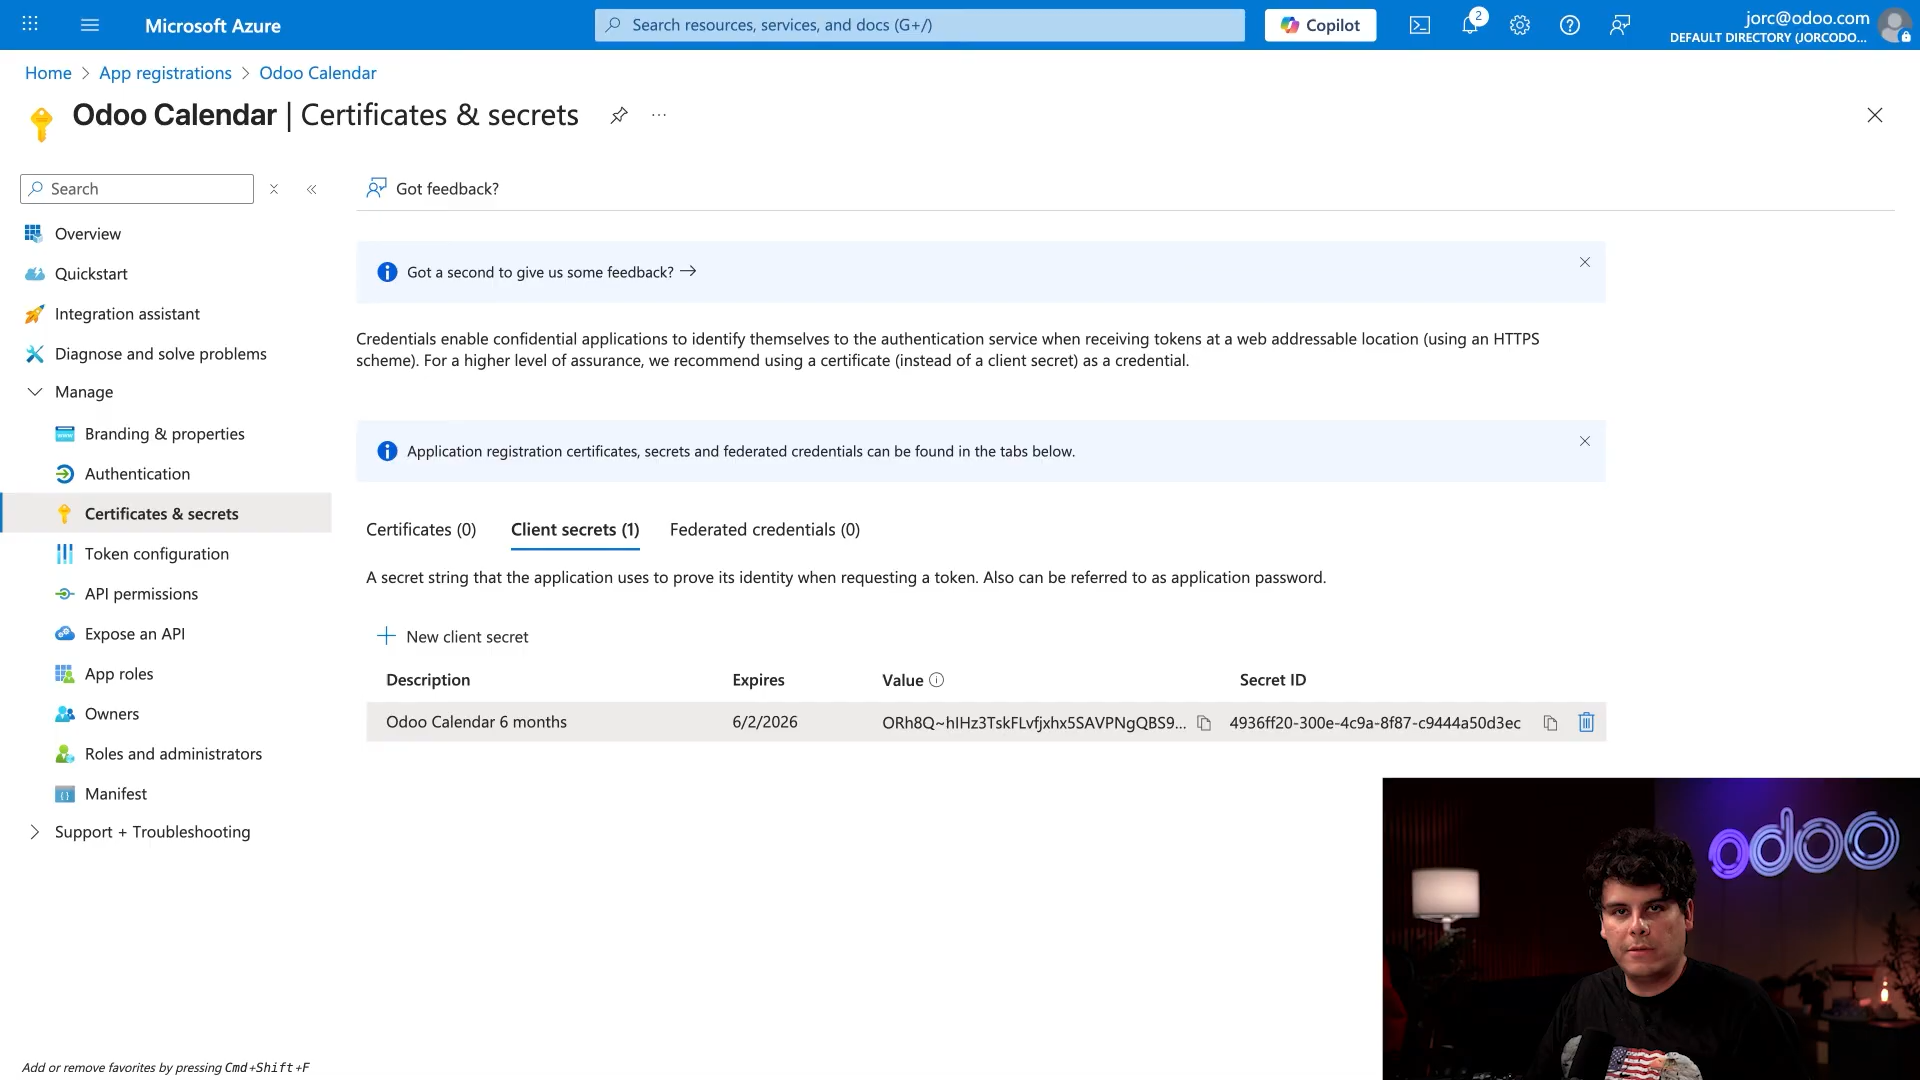 Microsoft Azure
Search resources, services, and docs (G+/)
Copilot
2
jorc@odoo.com
DEFAULT DIRECTORY (JORCODO...
Home > App registrations > Odoo Calendar
Odoo Calendar | Certificates & secrets
Search
Got feedback?
Overview
Quickstart
Integration assistant
Diagnose and solve problems
Manage
Branding & properties
Authentication
Certificates & secrets
Token configuration
API permissions
Expose an API
App roles
Owners
Roles and administrators
Manifest
Support + Troubleshooting
Add or remove favorites by pressing Cmd+Shift+F
Got a second to give us some feedback?
Credentials enable confidential applications to identify themselves to the authentication service when receiving tokens at a web addressable location (using an HTTPS
scheme). For a higher level of assurance, we recommend using a certificate (instead of a client secret) as a credential.
Application registration certificates, secrets and federated credentials can be found in the tabs below.
Certificates (0) Client secrets (1) Federated credentials (0)
A secret string that the application uses to prove its identity when requesting a token. Also can be referred to as application password.
New client secret
Description Expires Value Secret ID
Odoo Calendar 6 months 6/2/2026 ORh8Q~hIHz3TskFLvfjxhx5SAVPNgQBS9... 4936ff20-300e-4c9a-8f87-c9444a50d3ec
odoo